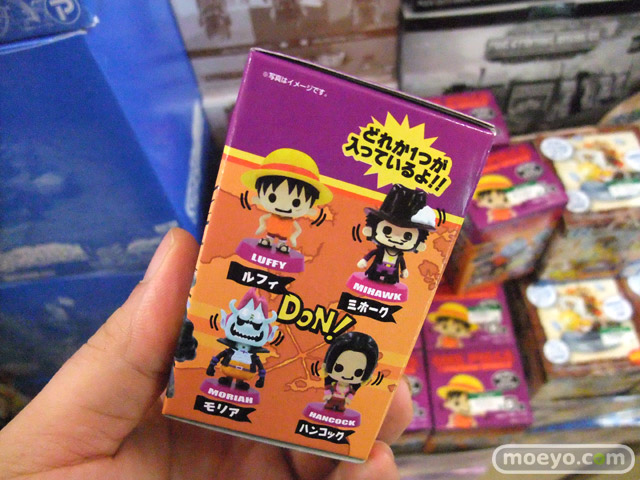 ※写真はイメージです。
どれか1つが
入っているよ!!
LUFFY
ルフィ
MIHAWK
ミホーク
DON!
MORIAH
モリア
HANCOCK
ハンコック
moeyo.com